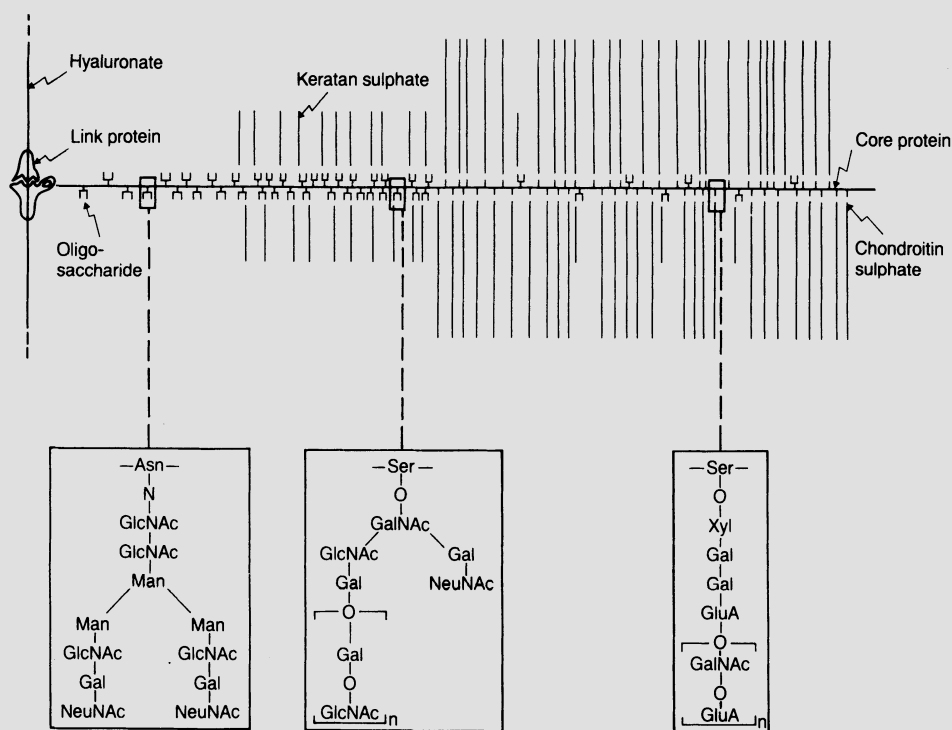 Hyaluronate
Keratan sulphate
Link protein
Core protein
Oligo-
saccharide
Chondroitin
sulphate
—Asn—
N
GlcNAc
GlcNAc
Man
Man Man
GlcNAc GlcNAc
Gal Gal
NeuNAc NeuNAc
—Ser—
O
GalNAc
GlcNAc Gal
Gal NeuNAc
O
Gal
O
GlcNAc n
—Ser—
O
Xyl
Gal
Gal
GluA
O
GalNAc
O
GluA n